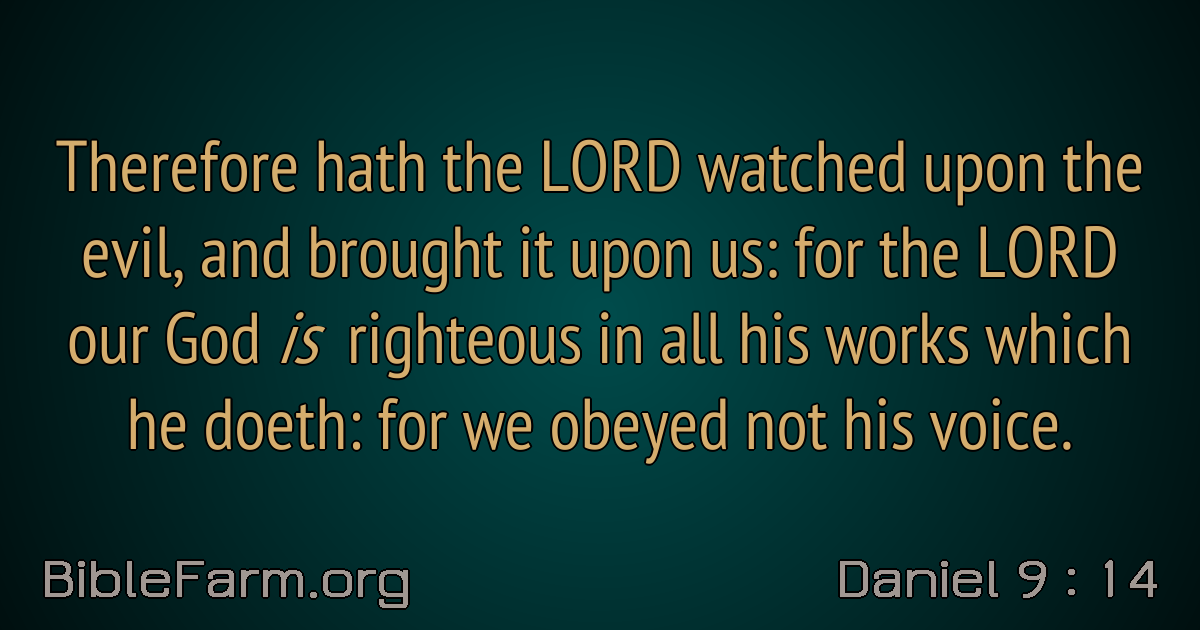 Therefore hath the LORD watched upon the
evil, and brought it upon us: for the LORD
our God is righteous in all his works which
he doeth: for we obeyed not his voice.
BibleFarm.org
Daniel 9 : 14